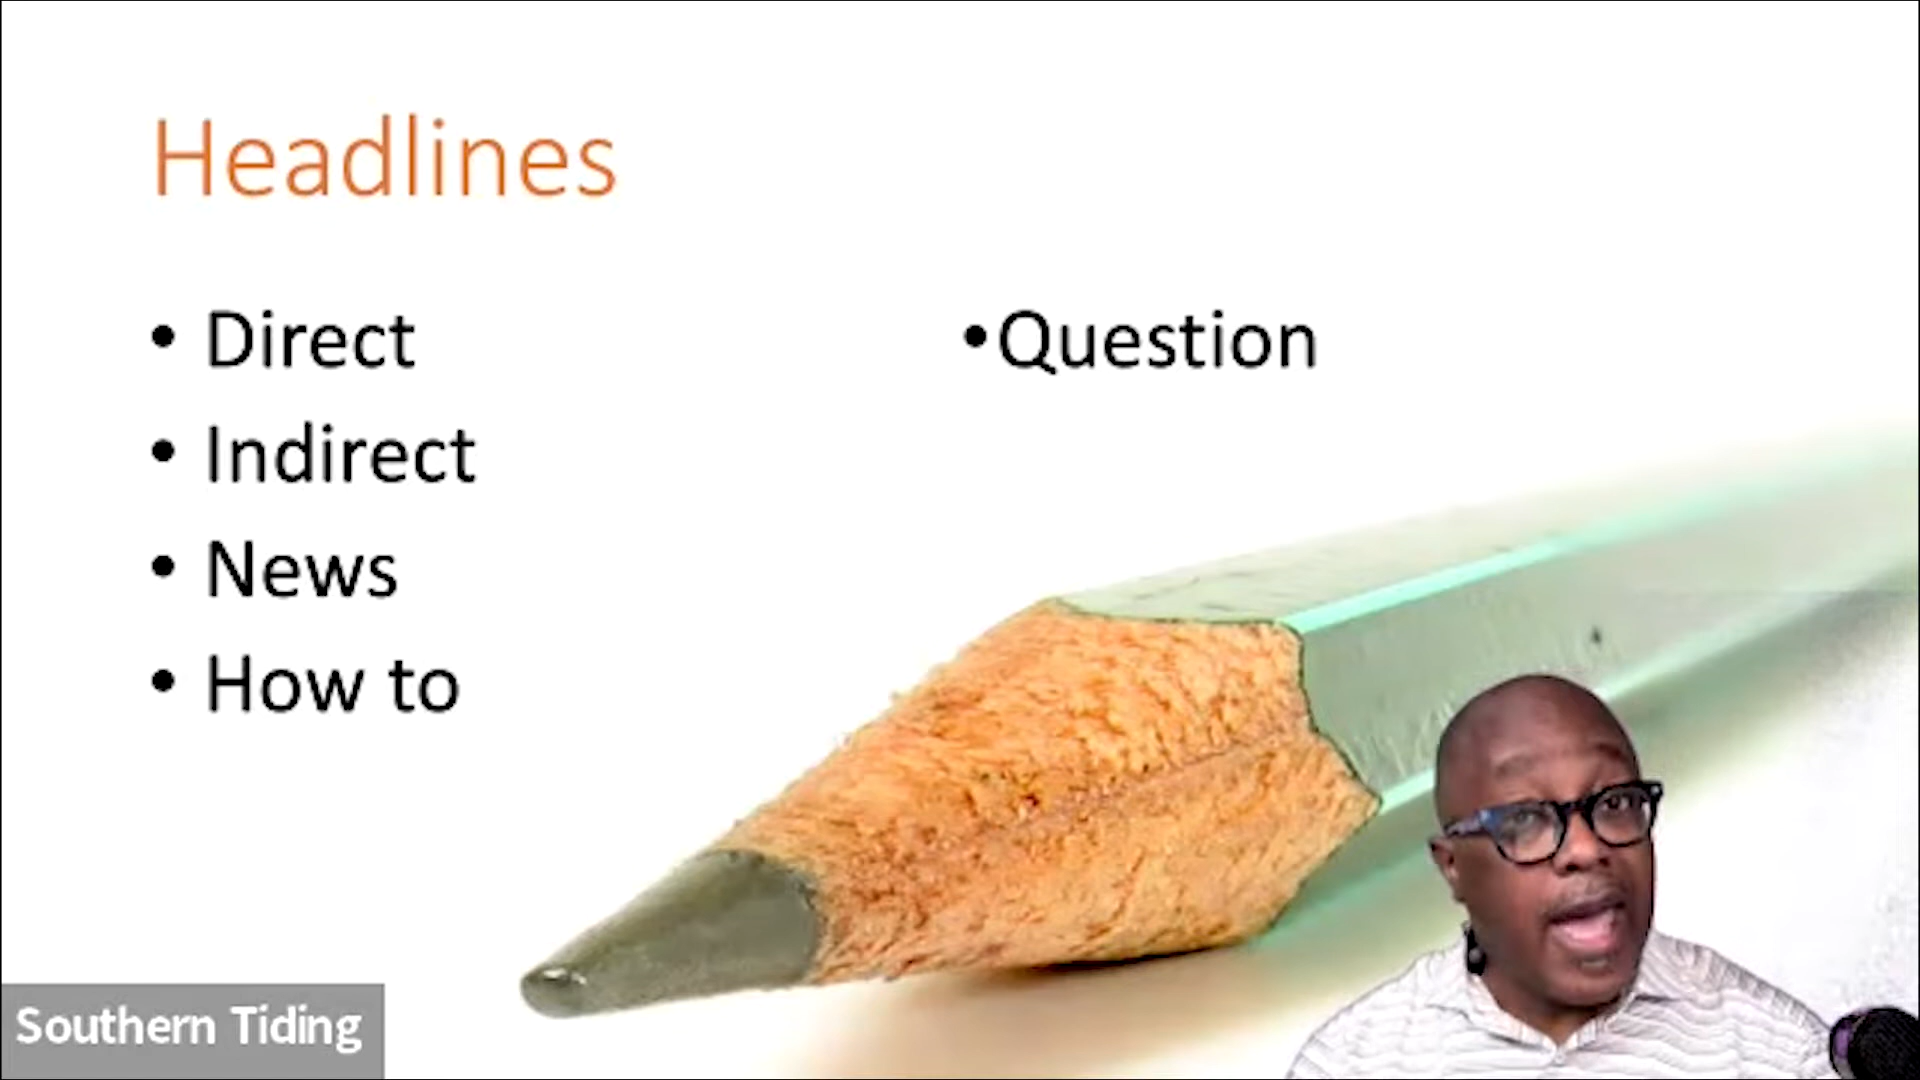 Headlines
• Direct
• Indirect
• News
• How to
• Question
Southern Tiding